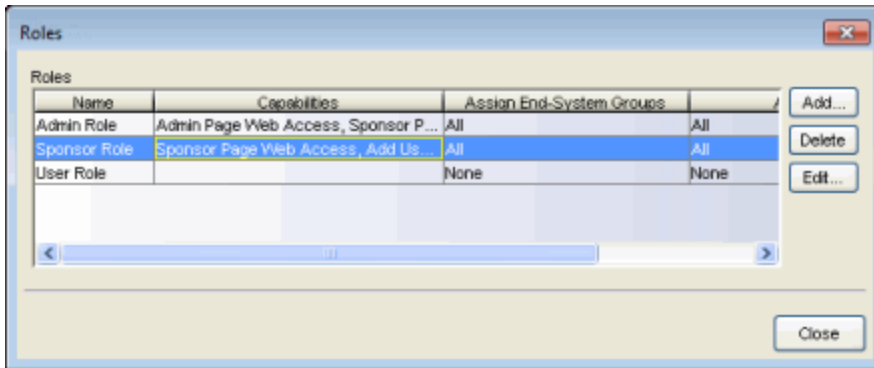 Roles
Roles
Name Capabilities Assign End-System Groups A
Add...
Admin Role Admin Page Web Access, Sponsor P... All All
Sponsor Role Sponsor Page Web Access, Add Us... All All
Delete
User Role None None
Edit...
Close